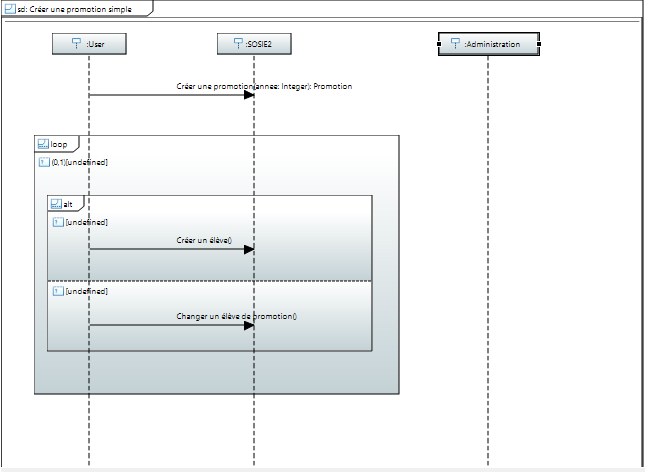 sd: Créer une promotion simple
:User
:SOSIE2
:Administration
Créer une promotion(annee: Integer): Promotion
loop
(0,1)[undefined]
alt
[undefined]
Créer un élève()
[undefined]
Changer un élève de promotion()